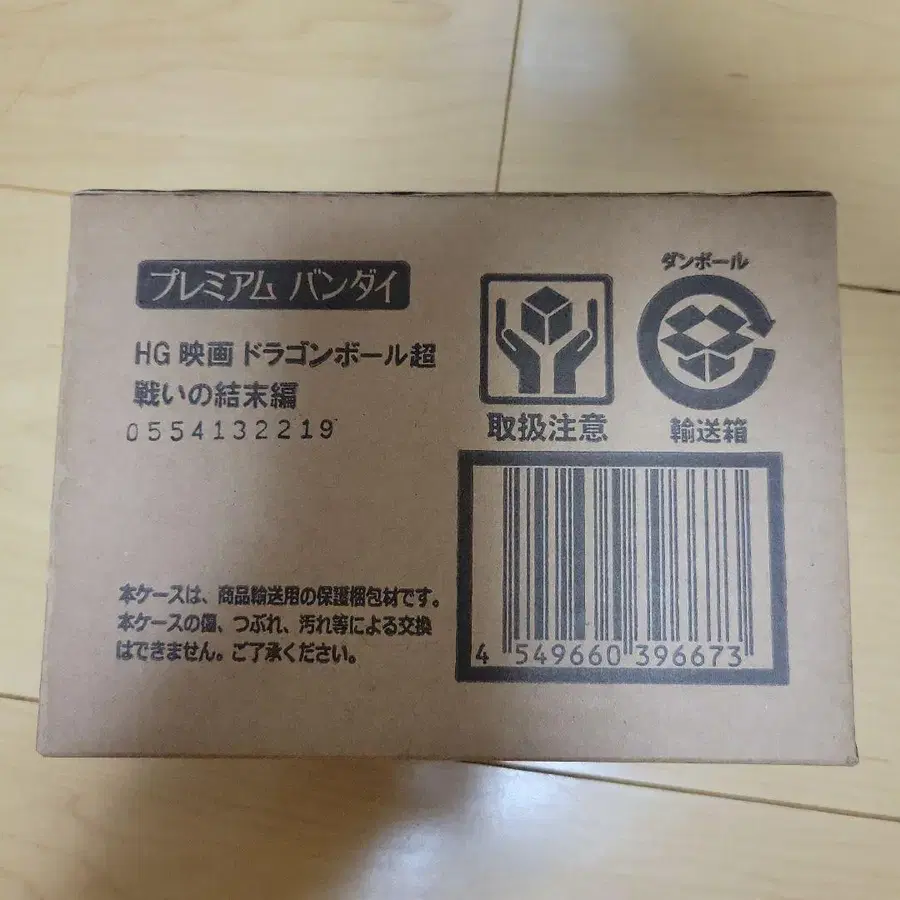 プレミアム バンダイ
HG 映画 ドラゴンボール超
戦いの結末編
0554132219
取扱注意
ダンボール
輸送箱
本ケースは、商品輸送用の保護梱包材です。
本ケースの傷、つぶれ、汚れ等による交換
はできません。ご了承ください。
4 549660 396673